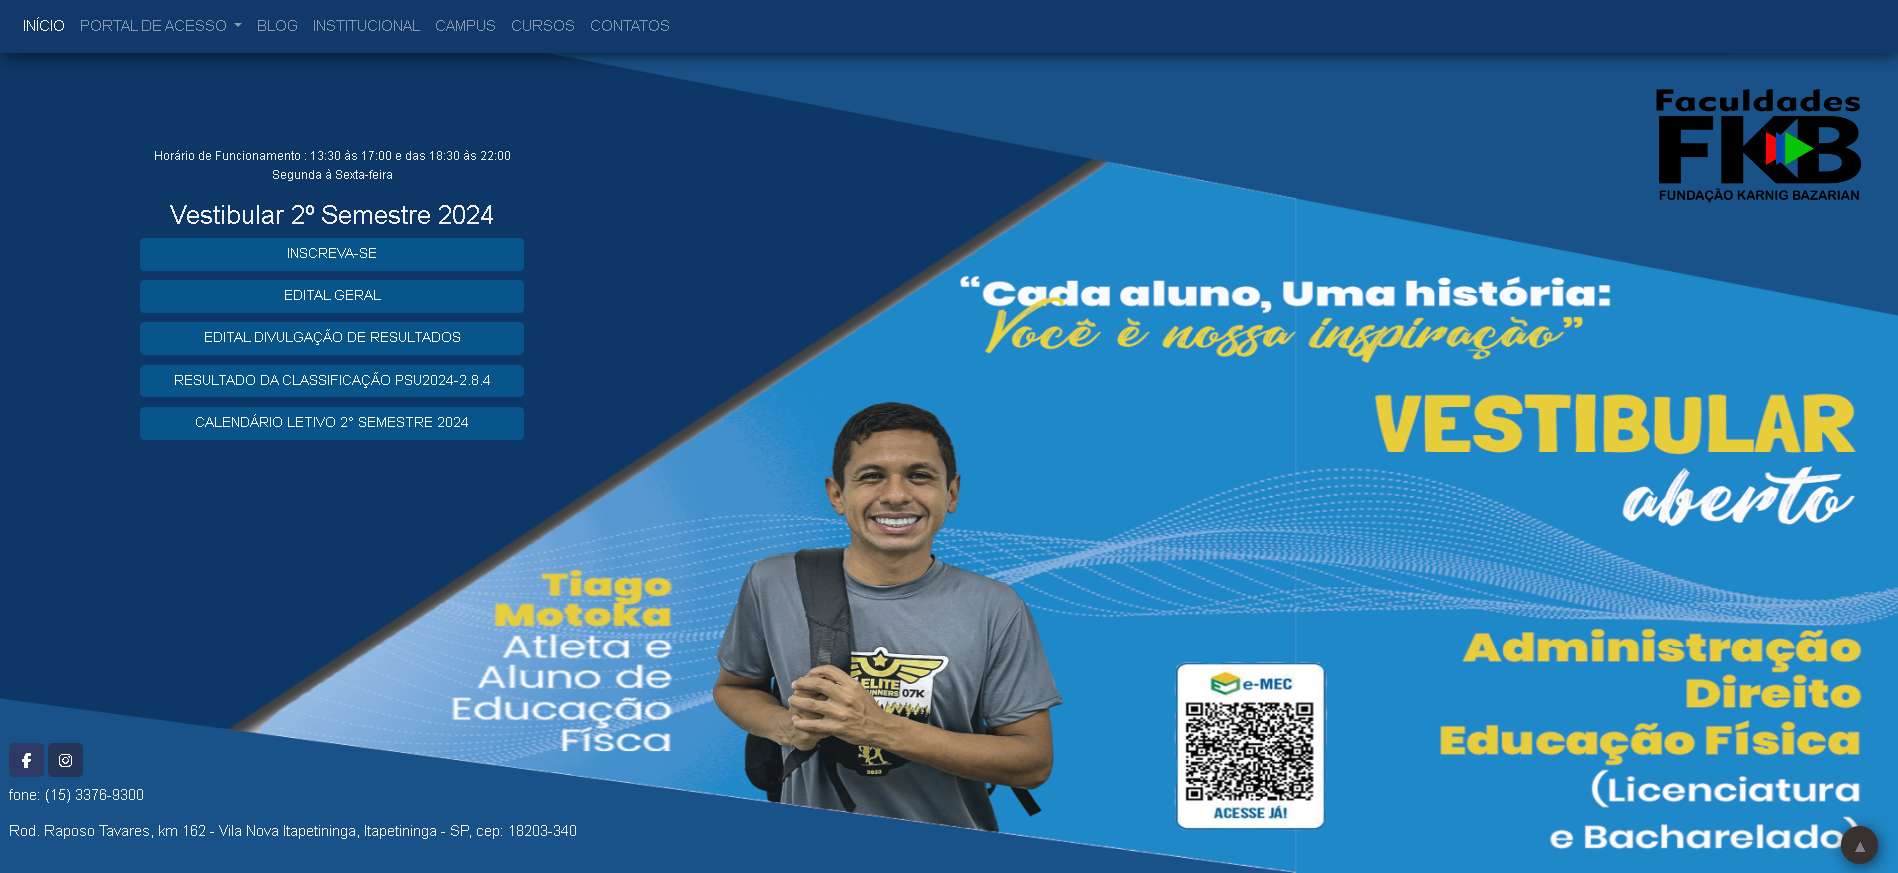 INÍCIO PORTAL DE ACESSO BLOG INSTITUCIONAL CAMPUS CURSOS CONTATOS
Faculdades
FKB
FUNDAÇÃO KARNIG BAZARIAN
Horário de Funcionamento : 13:30 às 17:00 e das 18:30 às 22:00
Segunda à Sexta-feira
Vestibular 2º Semestre 2024
INSCREVA-SE
EDITAL GERAL
EDITAL DIVULGAÇÃO DE RESULTADOS
RESULTADO DA CLASSIFICAÇÃO PSU2024-2.8.4
CALENDÁRIO LETIVO 2° SEMESTRE 2024
“Cada aluno, Uma história:
Você è nossa inspiração”
VESTIBULAR
aberto
Tiago
Motoka
Atleta e
Aluno de
Educação
Físca
ELITE
07K
2023
e-MEC
ACESSE JÁ!
Administração
Direito
Educação Física
(Licenciatura
e Bacharelado)
fone: (15) 3376-9300
Rod. Raposo Tavares, km 162 - Vila Nova Itapetininga, Itapetininga - SP, cep: 18203-340